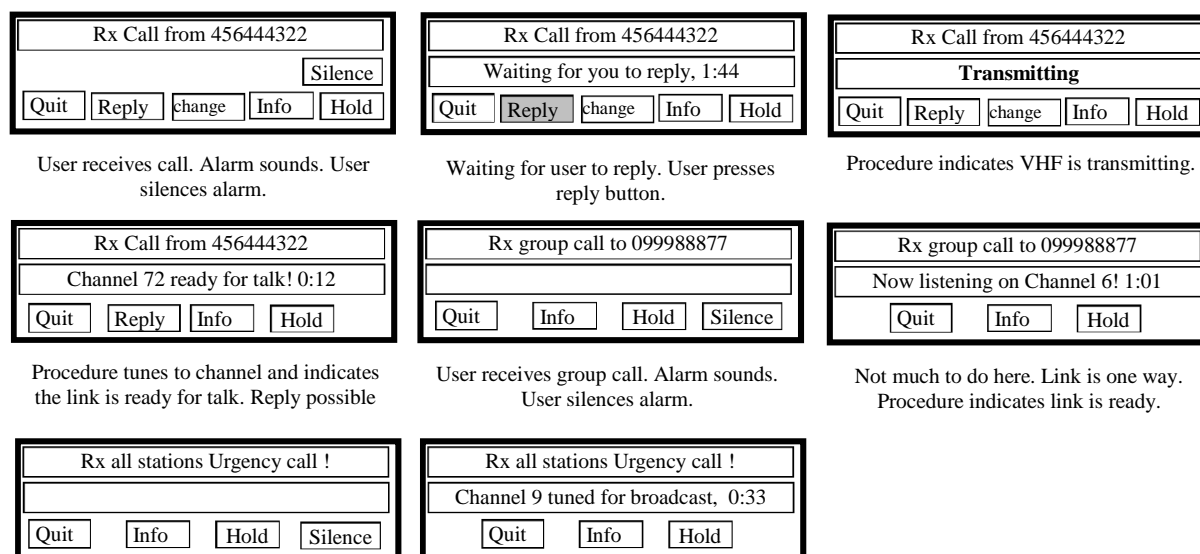 Rx Call from 456444322
Silence
Quit Reply change Info Hold
User receives call. Alarm sounds. User
silences alarm.
Rx Call from 456444322
Waiting for you to reply, 1:44
Quit Reply change Info Hold
Waiting for user to reply. User presses
reply button.
Rx Call from 456444322
Transmitting
Quit Reply change Info Hold
Procedure indicates VHF is transmitting.
Rx Call from 456444322
Channel 72 ready for talk! 0:12
Quit Reply Info Hold
Procedure tunes to channel and indicates
the link is ready for talk. Reply possible
Rx group call to 099988877
Quit Info Hold Silence
User receives group call. Alarm sounds.
User silences alarm.
Rx group call to 099988877
Now listening on Channel 6! 1:01
Quit Info Hold
Not much to do here. Link is one way.
Procedure indicates link is ready.
Rx all stations Urgency call !
Quit Info Hold Silence
Rx all stations Urgency call !
Channel 9 tuned for broadcast, 0:33
Quit Info Hold